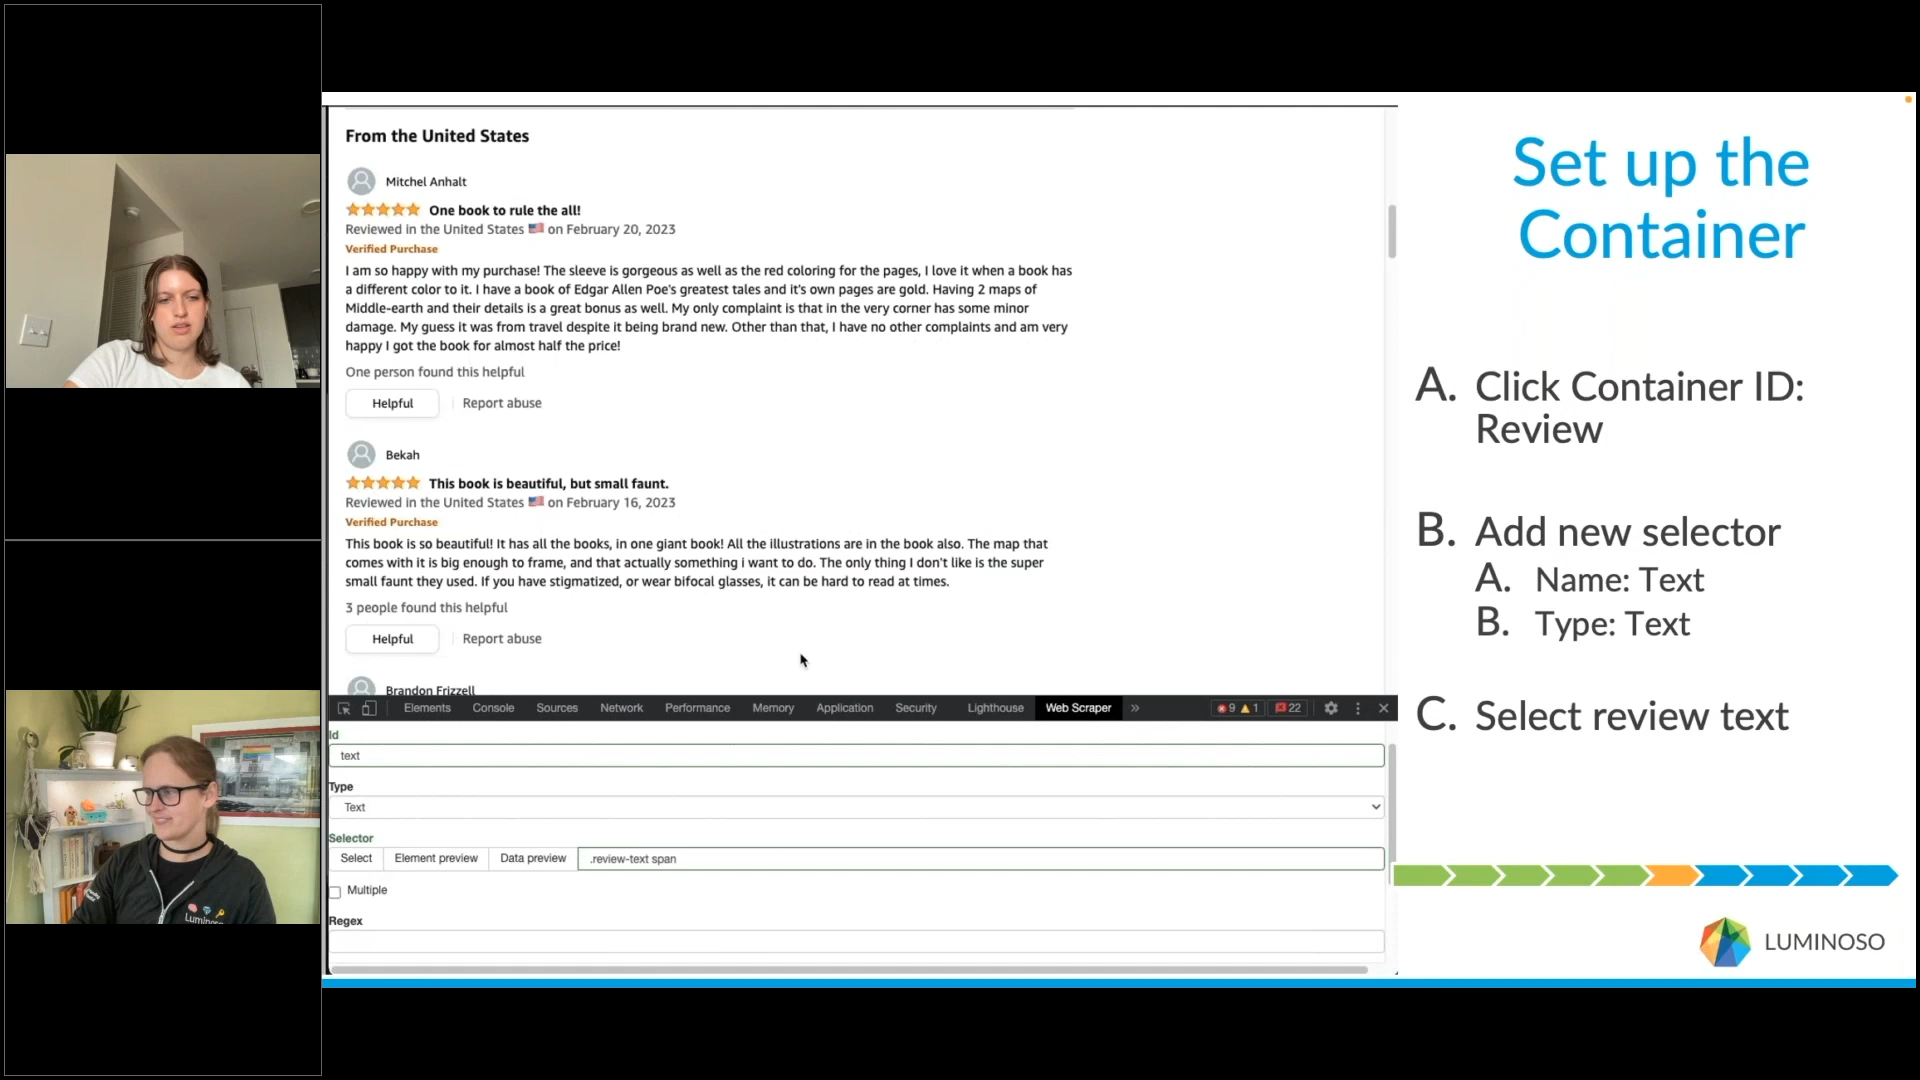 From the United States
Mitchel Anhalt
One book to rule the all!
Reviewed in the United States on February 20, 2023
Verified Purchase
I am so happy with my purchase! The sleeve is gorgeous as well as the red coloring for the pages, I love it when a book has
a different color to it. I have a book of Edgar Allen Poe's greatest tales and it's own pages are gold. Having 2 maps of
Middle-earth and their details is a great bonus as well. My only complaint is that in the very corner has some minor
damage. My guess it was from travel despite it being brand new. Other than that, I have no other complaints and am very
happy I got the book for almost half the price!
One person found this helpful
Helpful Report abuse
Bekah
This book is beautiful, but small faunt.
Reviewed in the United States on February 16, 2023
Verified Purchase
This book is so beautiful! It has all the books, in one giant book! All the illustrations are in the book also. The map that
comes with it is big enough to frame, and that actually something i want to do. The only thing I don't like is the super
small faunt they used. If you have stigmatized, or wear bifocal glasses, it can be hard to read at times.
3 people found this helpful
Helpful Report abuse
Brandon Frizzell
Elements Console Sources Network Performance Memory Application Security Lighthouse Web Scraper » 9 1 22
Id
text
Type
Text
Selector
Select Element preview Data preview .review-text span
Multiple
Regex
Set up the
Container
A. Click Container ID:
Review
B. Add new selector
A. Name: Text
B. Type: Text
C. Select review text
LUMINOSO